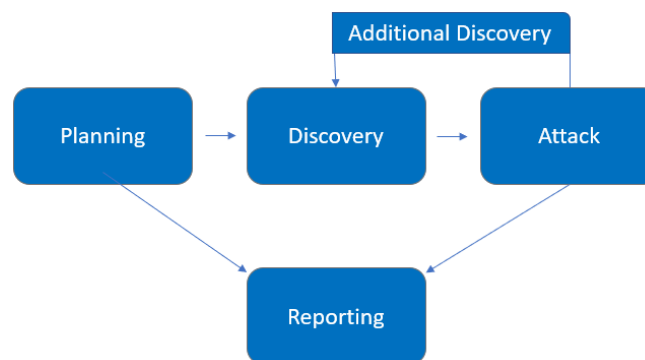 Additional Discovery
Planning
Discovery
Attack
Reporting